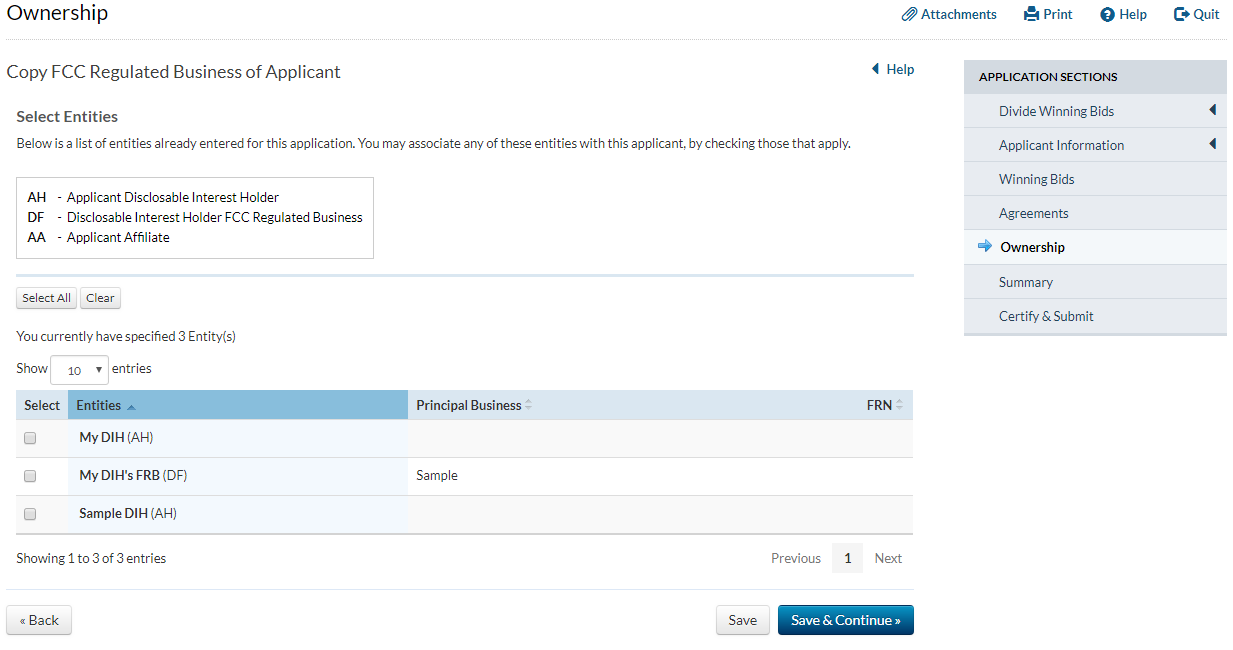 Ownership
Attachments Print Help Quit
Copy FCC Regulated Business of Applicant
Help
Select Entities
Below is a list of entities already entered for this application. You may associate any of these entities with this applicant, by checking those that apply.
AH - Applicant Disclosable Interest Holder
DF - Disclosable Interest Holder FCC Regulated Business
AA - Applicant Affiliate
Select All Clear
You currently have specified 3 Entity(s)
Show 10 entries
Select Entities Principal Business FRN
My DIH (AH)
My DIH's FRB (DF) Sample
Sample DIH (AH)
Showing 1 to 3 of 3 entries
Previous 1 Next
« Back Save Save & Continue »
APPLICATION SECTIONS
Divide Winning Bids
Applicant Information
Winning Bids
Agreements
Ownership
Summary
Certify & Submit